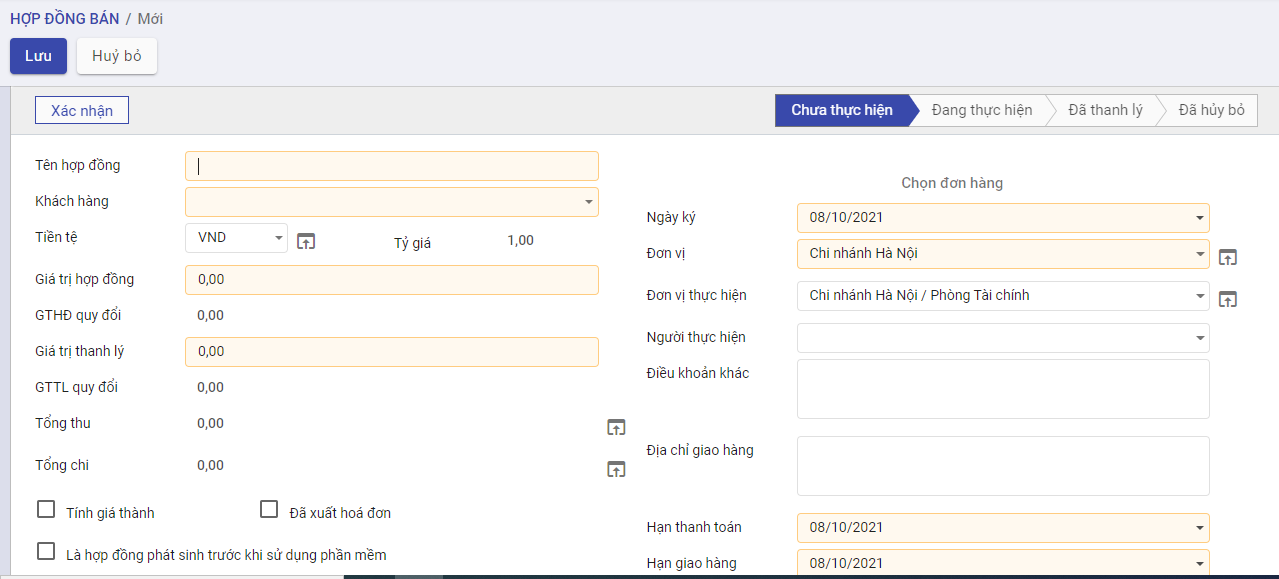 HỢP ĐỒNG BÁN / Mới
Lưu Huỷ bỏ
Xác nhận
Chưa thực hiện Đang thực hiện Đã thanh lý Đã hủy bỏ
Tên hợp đồng
Khách hàng
Tiền tệ VND Tỷ giá 1,00
Giá trị hợp đồng 0,00
GTHĐ quy đổi 0,00
Giá trị thanh lý 0,00
GTTL quy đổi 0,00
Tổng thu 0,00
Tổng chi 0,00
Tính giá thành Đã xuất hoá đơn
Là hợp đồng phát sinh trước khi sử dụng phần mềm
Chọn đơn hàng
Ngày ký 08/10/2021
Đơn vị Chi nhánh Hà Nội
Đơn vị thực hiện Chi nhánh Hà Nội / Phòng Tài chính
Người thực hiện
Điều khoản khác
Địa chỉ giao hàng
Hạn thanh toán 08/10/2021
Hạn giao hàng 08/10/2021